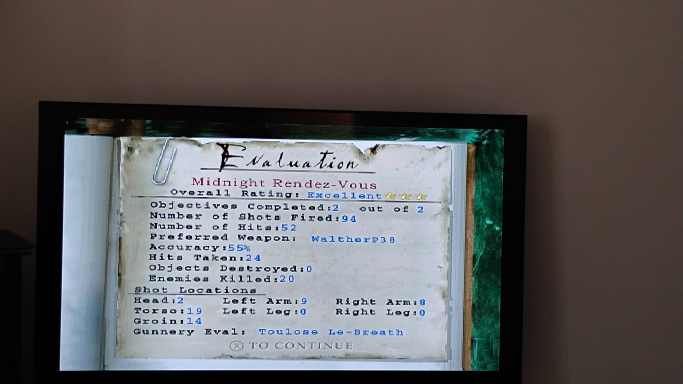 Evaluation
Midnight Rendez-Vous
Overall Rating: Excellent
Objectives Completed:2 out of 2
Number of Shots Fired:94
Number of Hits:52
Preferred Weapon: WaltherP38
Accuracy:55%
Hits Taken:24
Objects Destroyed:0
Enemies Killed:20
Shot Locations
Head:2 Left Arm:9 Right Arm:8
Torso:19 Left Leg:0 Right Leg:0
Groin:14
Gunnery Eval: Toulose Le-Breath
TO CONTINUE